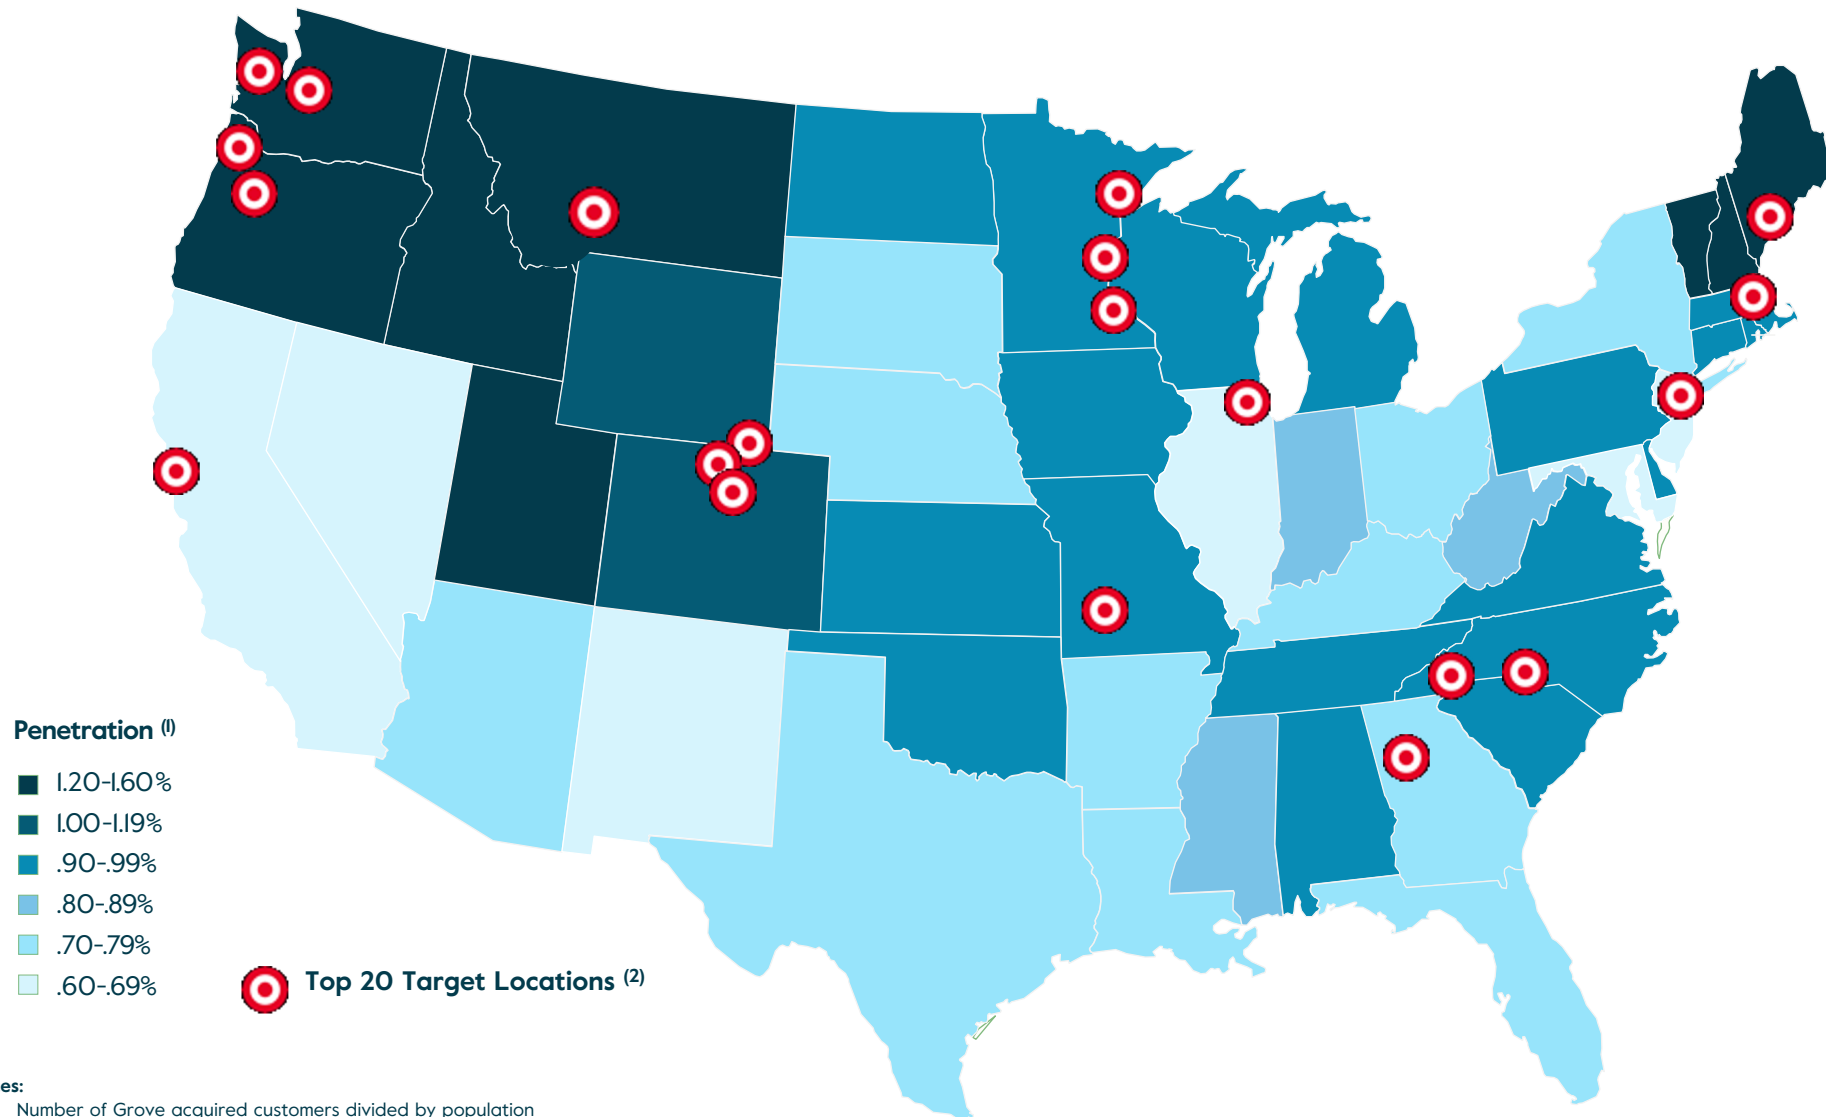 Penetration (1)
1.20-1.60%
1.00-1.19%
.90-.99%
.80-.89%
.70-.79%
.60-.69%
Top 20 Target Locations (2)
es:
Number of Grove acquired customers divided by population